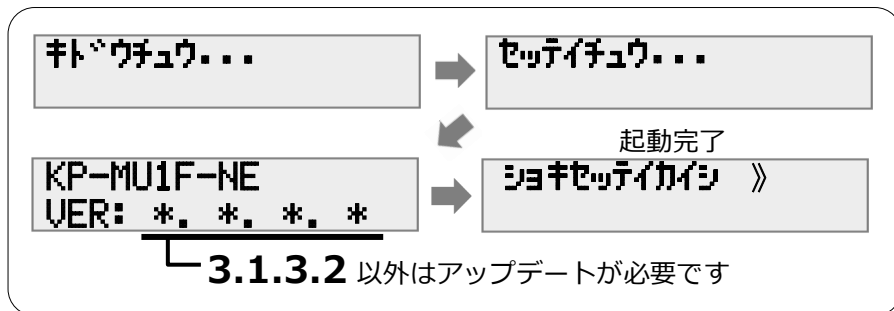 キドウチュウ・・・
セッテイチュウ・・・
起動完了
KP-MU1F-NE
VER: *. *. *. *
ショキセッテイカイシ 》
3.1.3.2 以外はアップデートが必要です